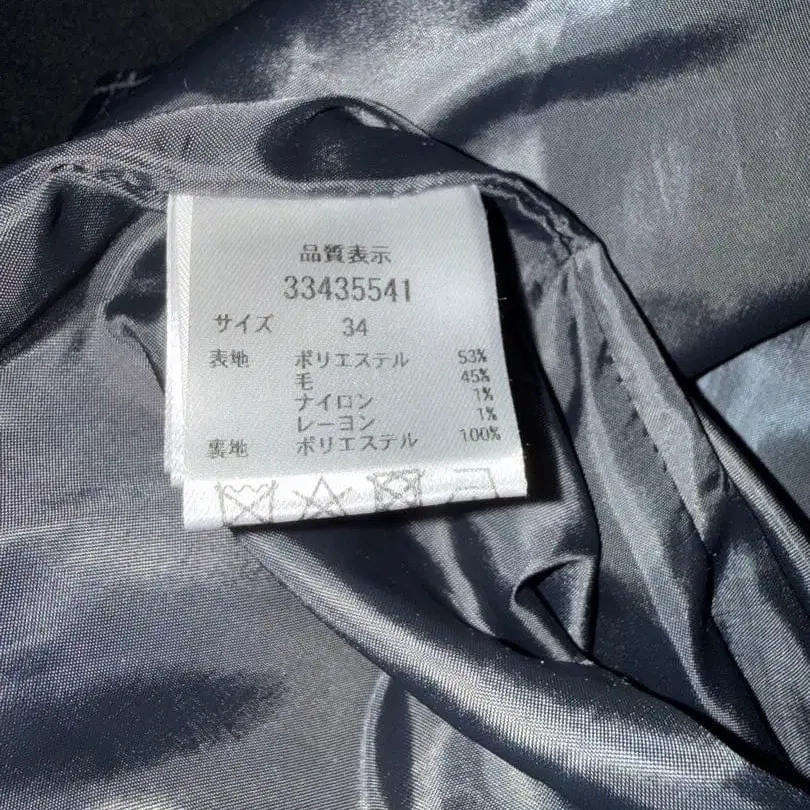 品質表示
33435541
サイズ 34
表地 ポリエステル 53%
毛 45%
ナイロン 1%
レーヨン 1%
裏地 ポリエステル 100%